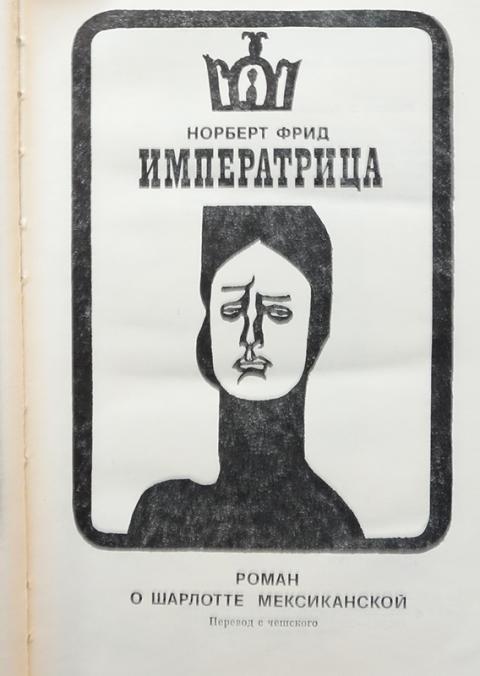 НОРБЕРТ ФРИД
ИМПЕРАТРИЦА
РОМАН
О ШАРЛОТТЕ МЕКСИКАНСКОЙ
Перевод с чешского